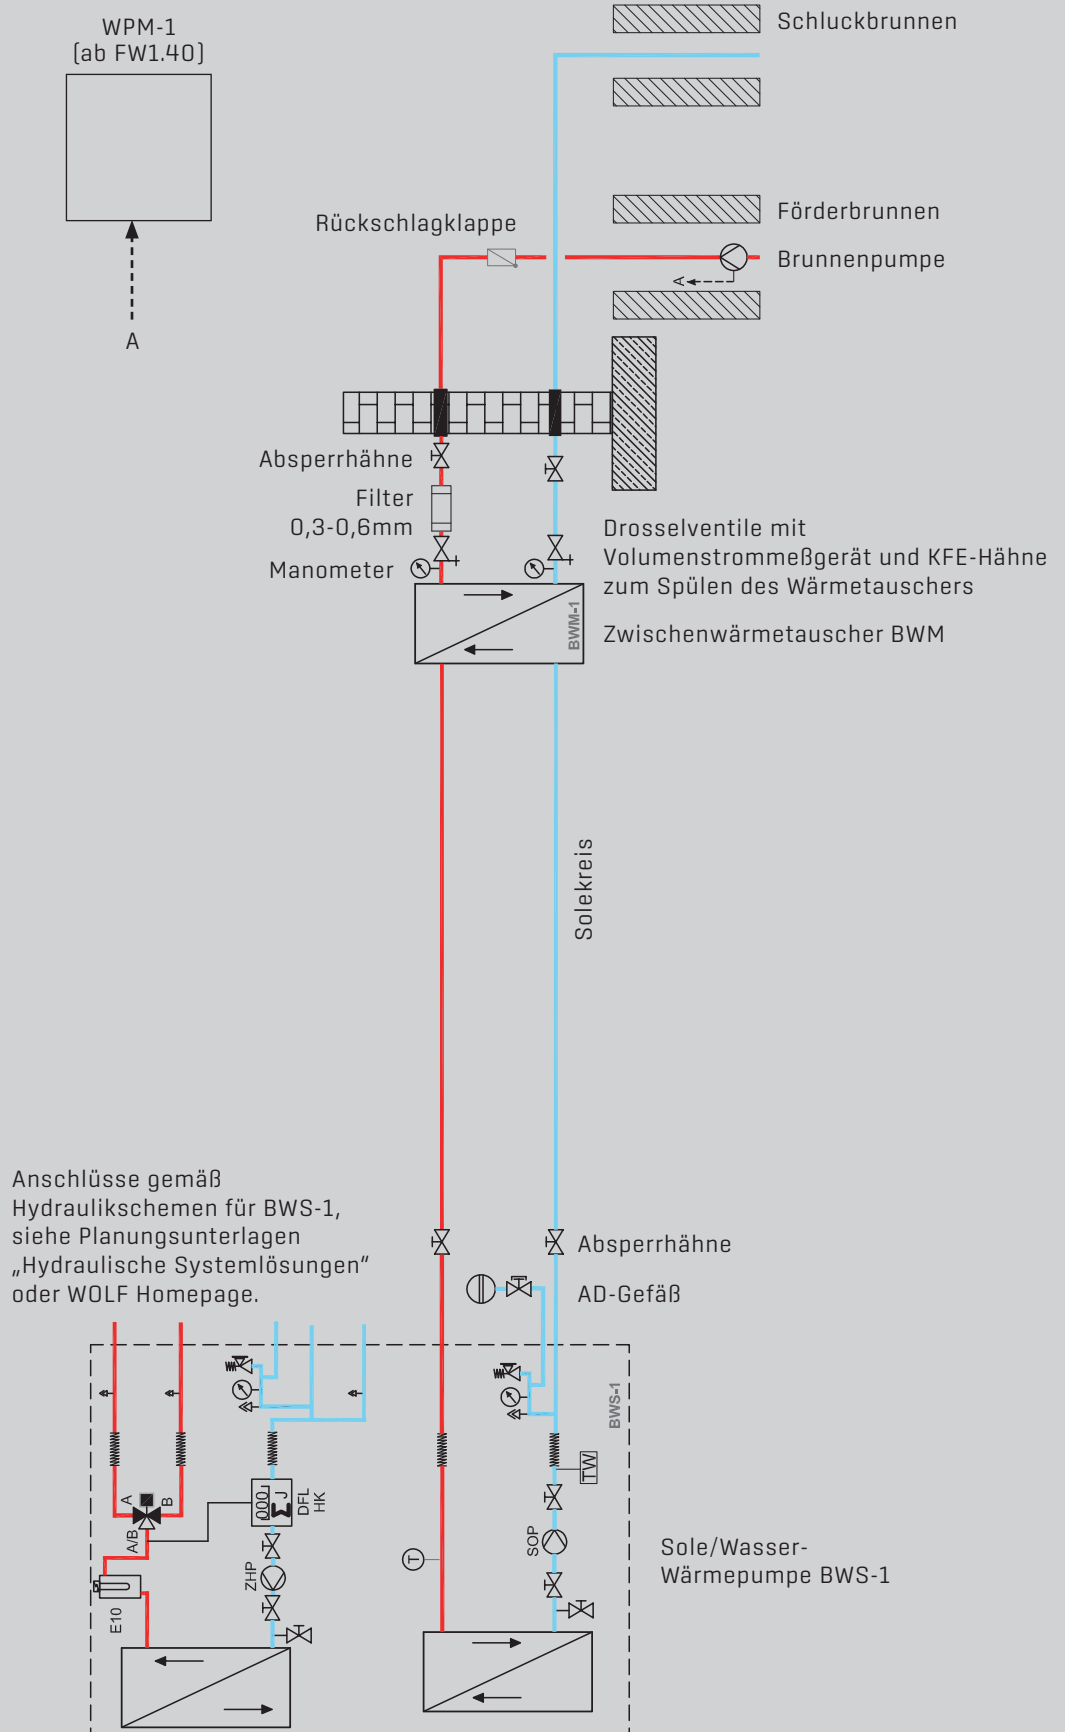 WPM-1
(ab FW1.40)
A
Schluckbrunnen
Förderbrunnen
Brunnenpumpe
A
Rückschlagklappe
Absperrhähne
Filter
0,3-0,6mm
Manometer
Drosselventile mit
Volumenstrommeßgerät und KFE-Hähne
zum Spülen des Wärmetauschers
BWM-1
Zwischenwärmetauscher BWM
Solekreis
Anschlüsse gemäß
Hydraulikschemen für BWS-1,
siehe Planungsunterlagen
„Hydraulische Systemlösungen“
oder WOLF Homepage.
Absperrhähne
AD-Gefäß
BWS-1
TW
A
B
A/B
000
J
Σ
DFL
HK
ZHP
E10
T
SOP
Sole/Wasser-
Wärmepumpe BWS-1